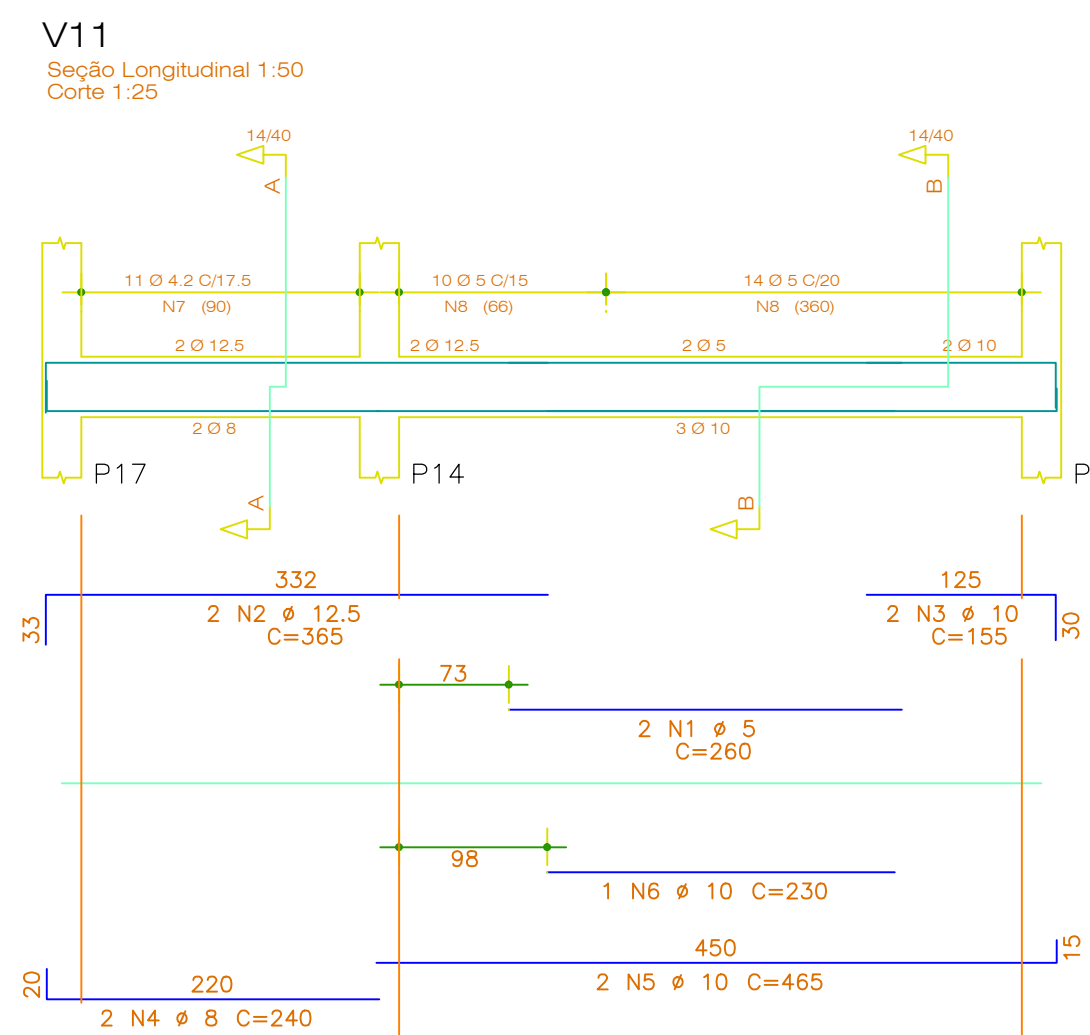 V11
Seção Longitudinal 1:50
Corte 1:25
14/40
14/40
A
B
11 Ø 4.2 C/17.5
10 Ø 5 C/15
14 Ø 5 C/20
N7 (90)
N8 (66)
N8 (360)
2 Ø 12.5
2 Ø 12.5
2 Ø 5
2 Ø 10
2 Ø 8
3 Ø 10
P17
P14
P
A
B
332
125
33
2 N2 ø 12.5
2 N3 ø 10
30
C=365
C=155
73
2 N1 ø 5
C=260
98
1 N6 ø 10 C=230
450
15
20
220
2 N5 ø 10 C=465
2 N4 ø 8 C=240